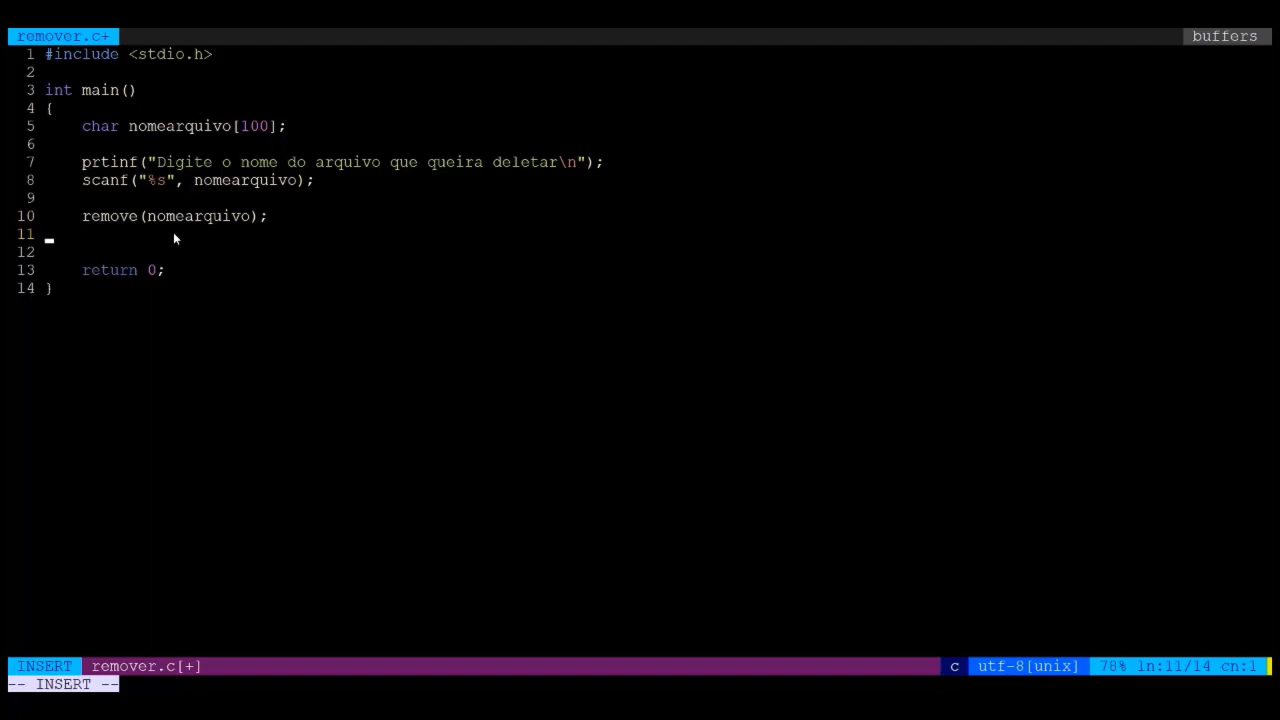 remover.c+ buffers
1 #include <stdio.h>
2
3 int main()
4 {
5     char nomearquivo[100];
6
7     prtinf("Digite o nome do arquivo que queira deletar\n");
8     scanf("%s", nomearquivo);
9
10     remove(nomearquivo);
11
12
13     return 0;
14 }
INSERT remover.c[+] c utf-8[unix] 78% ln:11/14 cn:1
-- INSERT --